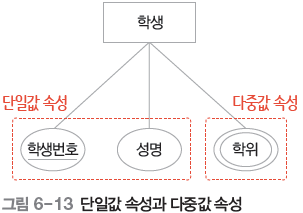 학생
단일값 속성
다중값 속성
학생번호
성명
학위
그림 6-13 단일값 속성과 다중값 속성